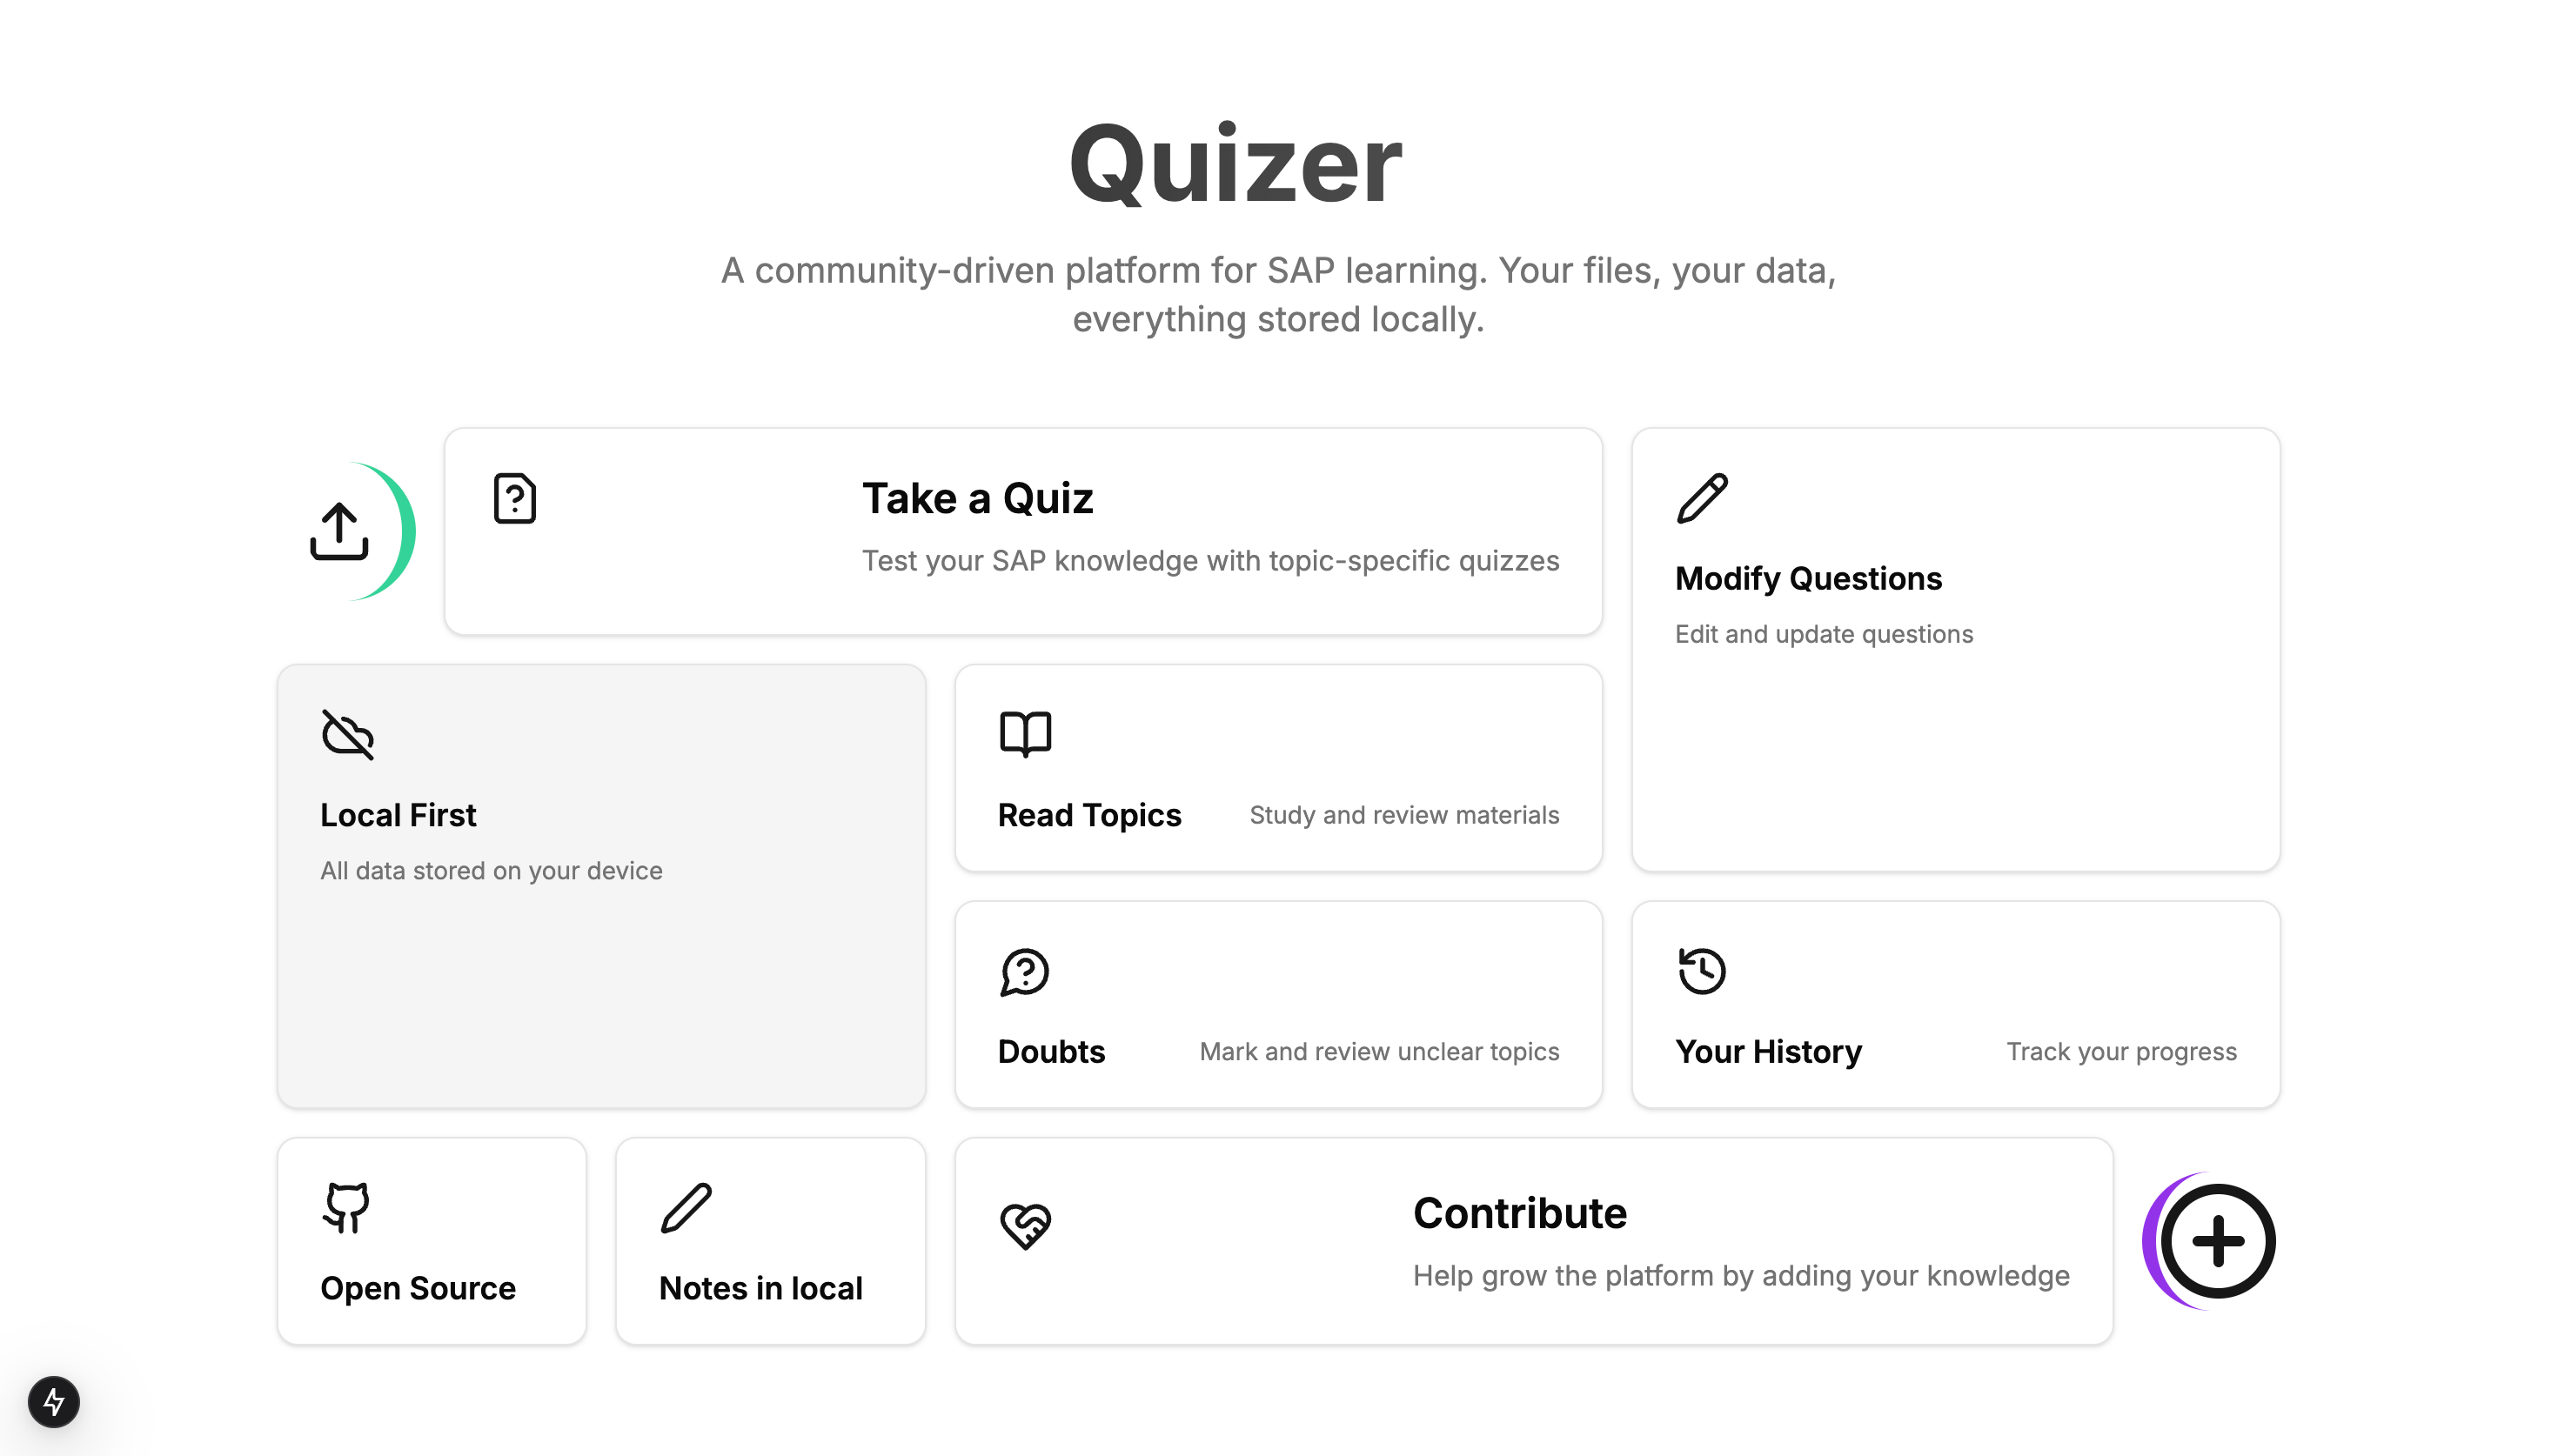 Quizer
A community-driven platform for SAP learning. Your files, your data,
everything stored locally.
Take a Quiz
Test your SAP knowledge with topic-specific quizzes
Modify Questions
Edit and update questions
Local First
All data stored on your device
Read Topics
Study and review materials
Doubts
Mark and review unclear topics
Your History
Track your progress
Open Source
Notes in local
Contribute
Help grow the platform by adding your knowledge